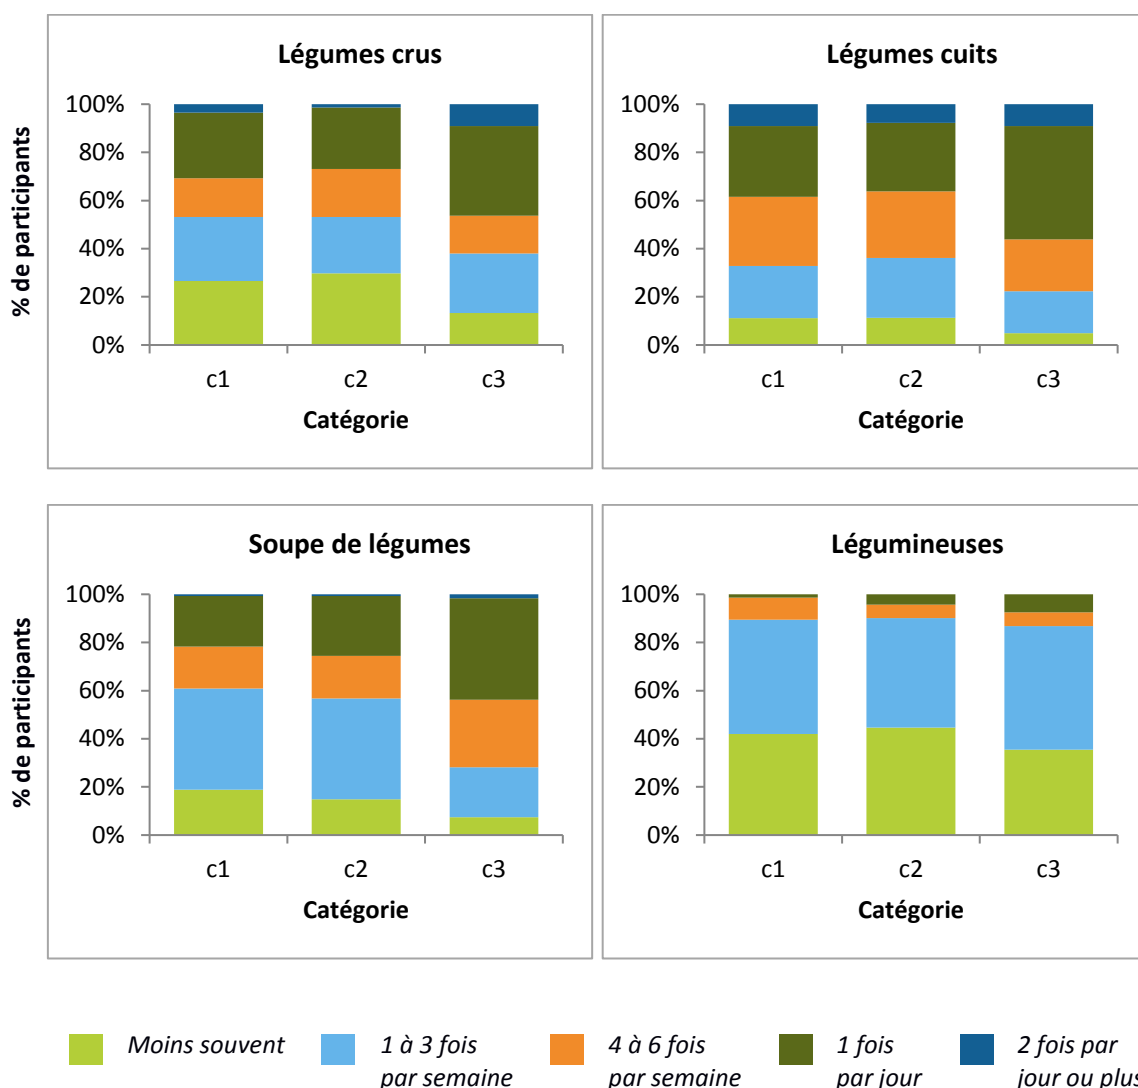 Légumes crus
100%
80%
60%
40%
20%
0%
% de participants
c1 c2 c3
Catégorie
Légumes cuits
100%
80%
60%
40%
20%
0%
c1 c2 c3
Catégorie
Soupe de légumes
100%
80%
60%
40%
20%
0%
% de participants
c1 c2 c3
Catégorie
Légumineuses
100%
80%
60%
40%
20%
0%
c1 c2 c3
Catégorie
Moins souvent
1 à 3 fois
par semaine
4 à 6 fois
par semaine
1 fois
par jour
2 fois par
jour ou plus